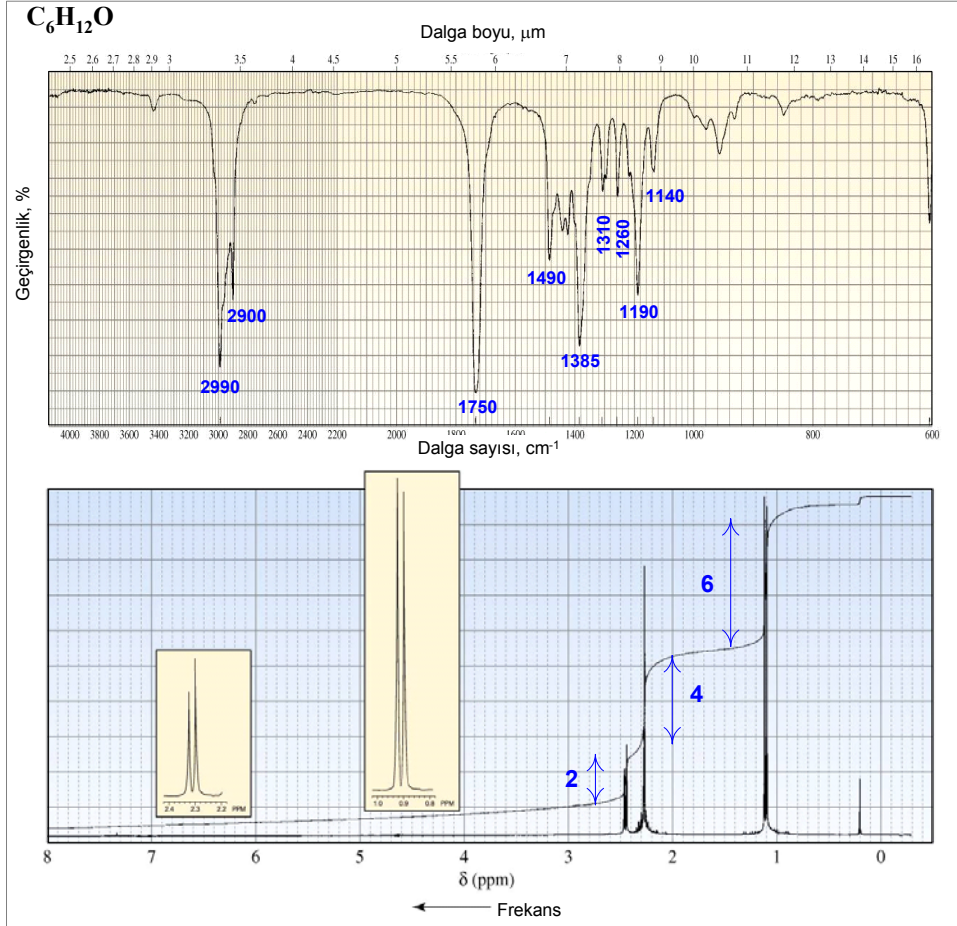 C₆H₁₂O
Dalga boyu, μm
2.5 2.6 2.7 2.8 2.9 3 3.5 4 4.5 5 5.5 6 7 8 9 10 11 12 13 14 15 16
Geçirgenlik, %
2990
2900
1750
1490
1385
1310
1260
1190
1140
4000 3800 3600 3400 3200 3000 2800 2600 2400 2200 2000 1800 1600 1400 1200 1000 800 600
Dalga sayısı, cm⁻¹
2.4 2.3 2.2 PPM
1.0 0.9 0.8 PPM
2
4
6
8 7 6 5 4 3 2 1 0
δ (ppm)
Frekans